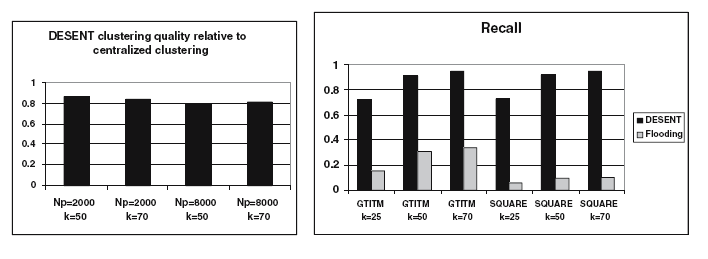 DESENT clustering quality relative to
centralized clustering
1
0.8
0.6
0.4
0.2
0
Np=2000 Np=2000 Np=8000 Np=8000
k=50 k=70 k=50 k=70
Recall
1
0.8
0.6
0.4
0.2
0
GTITM GTITM GTITM SQUARE SQUARE SQUARE
k=25 k=50 k=70 k=25 k=50 k=70
DESENT
Flooding